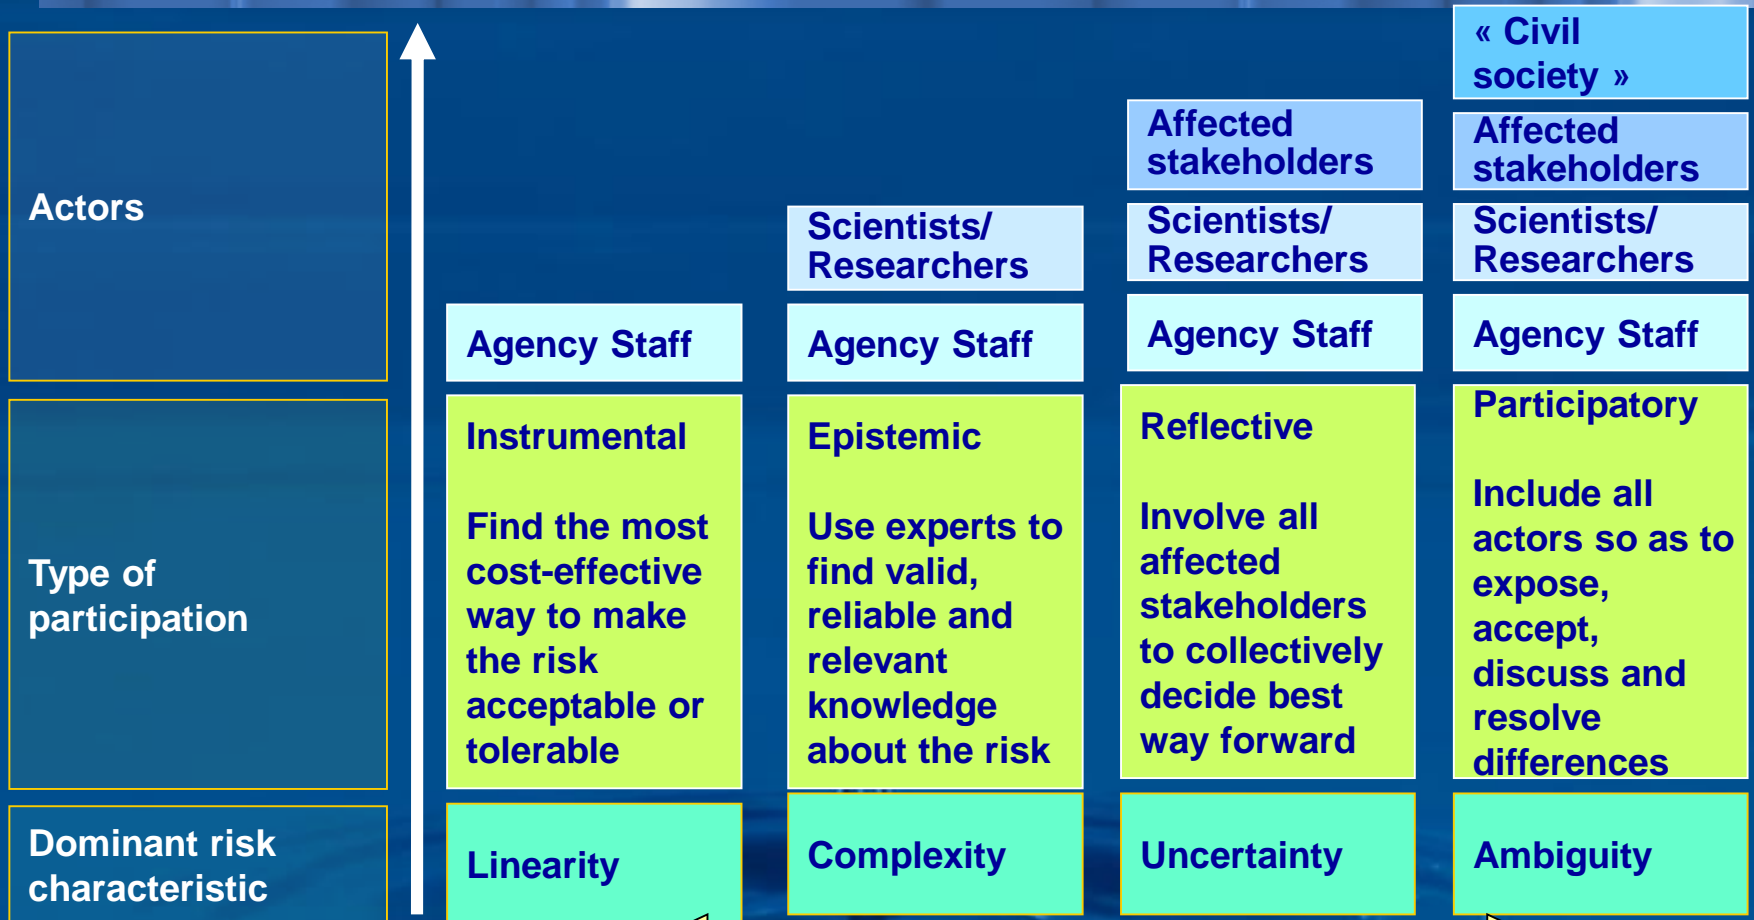 Actors
Type of
participation
Dominant risk
characteristic
Agency Staff
Instrumental
Find the most
cost-effective
way to make
the risk
acceptable or
tolerable
Linearity
Scientists/
Researchers
Agency Staff
Epistemic
Use experts to
find valid,
reliable and
relevant
knowledge
about the risk
Complexity
Affected
stakeholders
Scientists/
Researchers
Agency Staff
Reflective
Involve all
affected
stakeholders
to collectively
decide best
way forward
Uncertainty
« Civil
society »
Affected
stakeholders
Scientists/
Researchers
Agency Staff
Participatory
Include all
actors so as to
expose,
accept,
discuss and
resolve
differences
Ambiguity